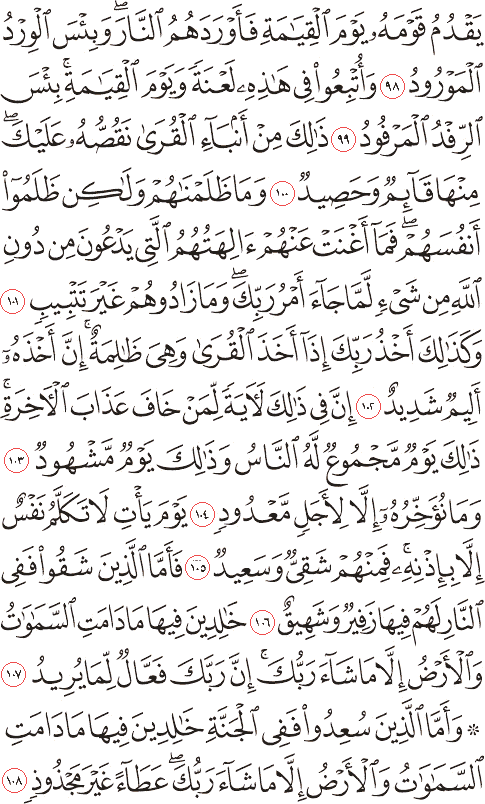 يَقْدُمُ قَوْمَهُۥ يَوْمَ ٱلْقِيَٰمَةِ فَأَوْرَدَهُمُ ٱلنَّارَ ۖ وَبِئْسَ ٱلْوِرْدُ
ٱلْمَوْرُودُ ٩٨ وَأُتْبِعُوا۟ فِى هَٰذِهِۦ لَعْنَةً وَيَوْمَ ٱلْقِيَٰمَةِ ۚ بِئْسَ
ٱلرِّفْدُ ٱلْمَرْفُودُ ٩٩ ذَٰلِكَ مِنْ أَنۢبَآءِ ٱلْقُرَىٰ نَقُصُّهُۥ عَلَيْكَ ۖ
مِنْهَا قَآئِمٌ وَحَصِيدٌ ١٠٠ وَمَا ظَلَمْنَٰهُمْ وَلَٰكِن ظَلَمُوٓا۟
أَنفُسَهُمْ ۖ فَمَآ أَغْنَتْ عَنْهُمْ ءَالِهَتُهُمُ ٱلَّتِى يَدْعُونَ مِن دُونِ
ٱللَّهِ مِن شَىْءٍ لَّمَّا جَآءَ أَمْرُ رَبِّكَ ۖ وَمَا زَادُوهُمْ غَيْرَ تَتْبِيبٍ ١٠١
وَكَذَٰلِكَ أَخْذُ رَبِّكَ إِذَآ أَخَذَ ٱلْقُرَىٰ وَهِىَ ظَٰلِمَةٌ ۚ إِنَّ أَخْذَهُۥٓ
أَلِيمٌ شَدِيدٌ ١٠٢ إِنَّ فِى ذَٰلِكَ لَءَايَةً لِّمَنْ خَافَ عَذَابَ ٱلْءَاخِرَةِ ۚ
ذَٰلِكَ يَوْمٌ مَّجْمُوعٌ لَّهُ ٱلنَّاسُ وَذَٰلِكَ يَوْمٌ مَّشْهُودٌ ١٠٣
وَمَا نُؤَخِّرُهُۥٓ إِلَّا لِأَجَلٍ مَّعْدُودٍ ١٠٤ يَوْمَ يَأْتِ لَا تَكَلَّمُ نَفْسٌ
إِلَّا بِإِذْنِهِۦ ۚ فَمِنْهُمْ شَقِىٌّ وَسَعِيدٌ ١٠٥ فَأَمَّا ٱلَّذِينَ شَقُوا۟ فَفِى
ٱلنَّارِ لَهُمْ فِيهَا زَفِيرٌ وَشَهِيقٌ ١٠٦ خَٰلِدِينَ فِيهَا مَا دَامَتِ ٱلسَّمَٰوَٰتُ
وَٱلْأَرْضُ إِلَّا مَا شَآءَ رَبُّكَ ۚ إِنَّ رَبَّكَ فَعَّالٌ لِّمَا يُرِيدُ ١٠٧
۞ وَأَمَّا ٱلَّذِينَ سُعِدُوا۟ فَفِى ٱلْجَنَّةِ خَٰلِدِينَ فِيهَا مَا دَامَتِ
ٱلسَّمَٰوَٰتُ وَٱلْأَرْضُ إِلَّا مَا شَآءَ رَبُّكَ ۖ عَطَآءً غَيْرَ مَجْذُوذٍ ١٠٨